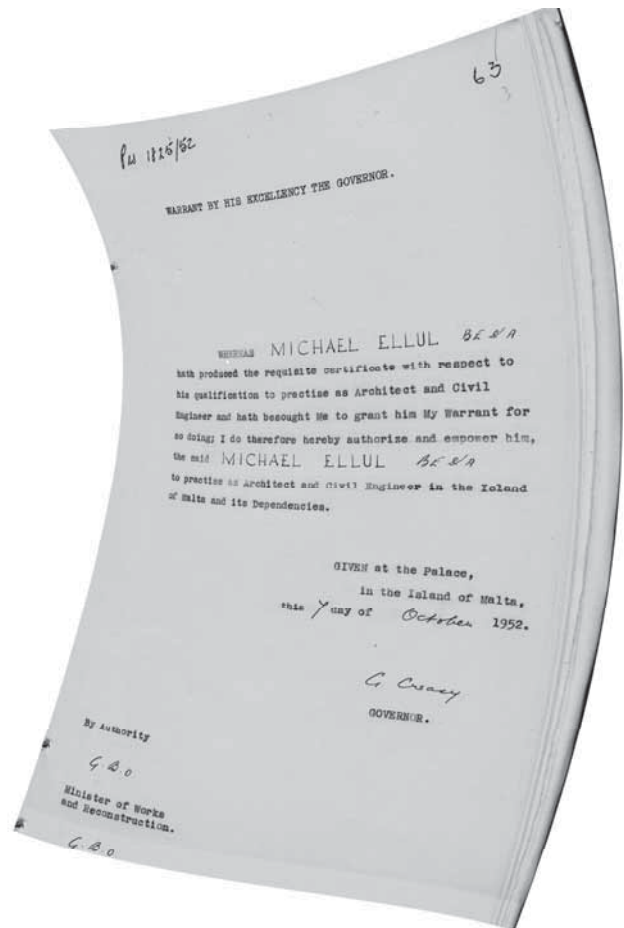 63
3
PW 1825/52
WARRANT BY HIS EXCELLENCY THE GOVERNOR.
WHEREAS MICHAEL ELLUL BE&A
hath produced the requisite certificate with respect to
his qualification to practise as Architect and Civil
Engineer and hath besought Me to grant him My Warrant for
so doing; I do therefore hereby authorize and empower him,
the said MICHAEL ELLUL BE&A
to practise as Architect and Civil Engineer in the Island
of Malta and its Dependencies.
GIVEN at the Palace,
in the Island of Malta,
this 7 day of October 1952.
G. Creasy
GOVERNOR.
By Authority
G.B.O
Minister of Works
and Reconstruction.
G.B.O